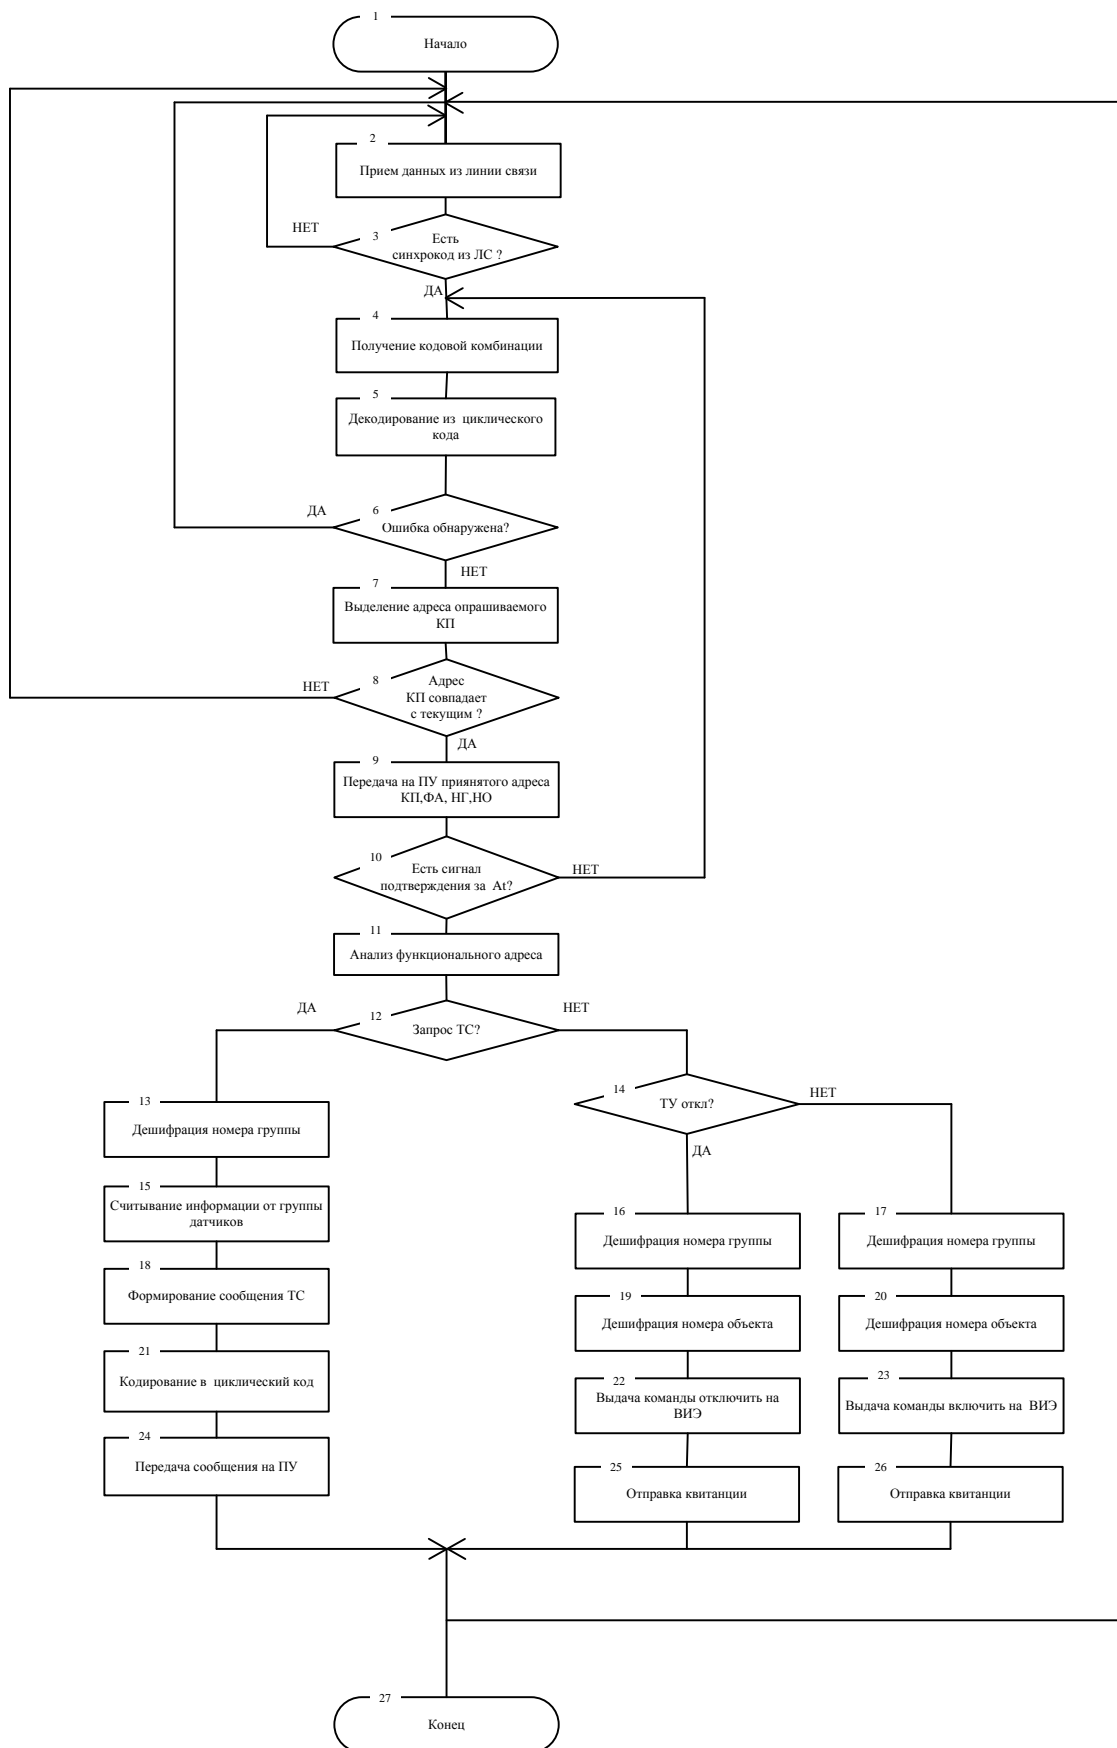 1
Начало
2
Прием данных из линии связи
НЕТ
3
Есть
синхрокод из ЛС ?
ДА
4
Получение кодовой комбинации
5
Декодирование из циклического
кода
ДА
6
Ошибка обнаружена?
НЕТ
7
Выделение адреса опрашиваемого
КП
НЕТ
8
Адрес
КП совпадает
с текущим ?
ДА
9
Передача на ПУ приянятого адреса
КП,ФА, НГ,НО
10
Есть сигнал
подтверждения за At?
НЕТ
11
Анализ функционального адреса
ДА
12
Запрос ТС?
НЕТ
13
Дешифрация номера группы
14
ТУ откл?
НЕТ
ДА
15
Считывание информации от группы
датчиков
16
Дешифрация номера группы
17
Дешифрация номера группы
18
Формирование сообщения ТС
19
Дешифрация номера объекта
20
Дешифрация номера объекта
21
Кодирование в циклический код
22
Выдача команды отключить на
ВИЭ
23
Выдача команды включить на ВИЭ
24
Передача сообщения на ПУ
25
Отправка квитанции
26
Отправка квитанции
27
Конец